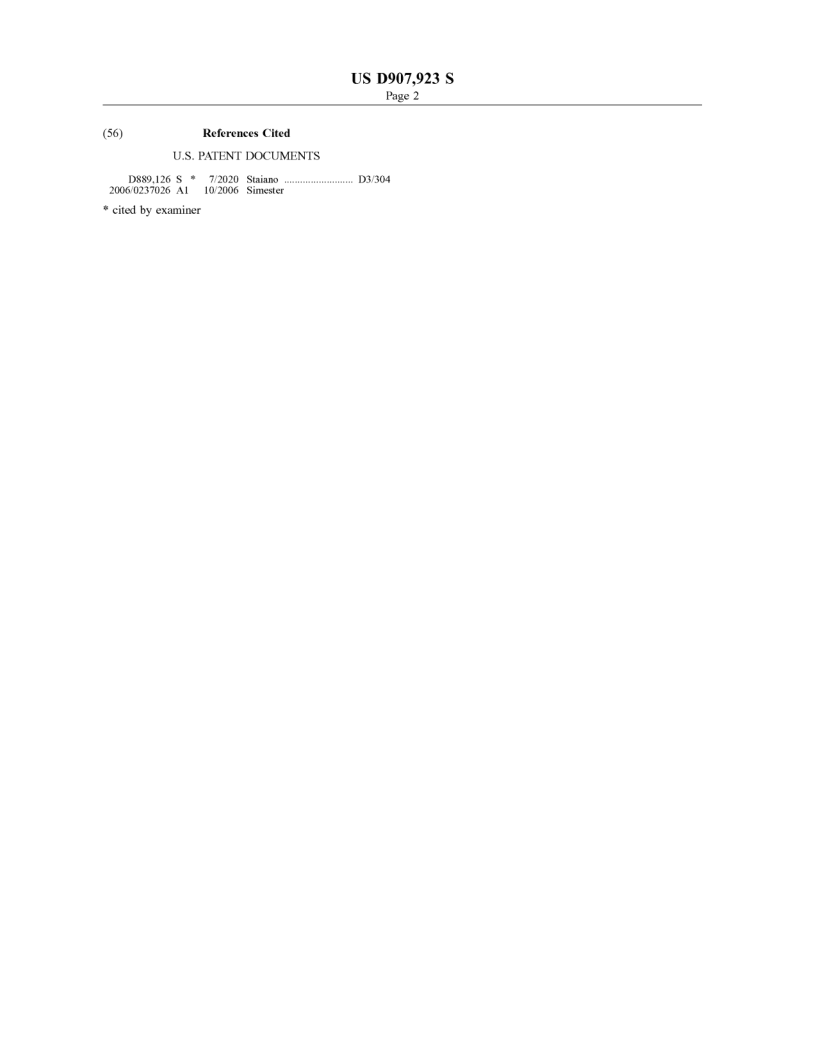 US D907,923 S
Page 2
(56) References Cited
U.S. PATENT DOCUMENTS
D889,126 S * 7/2020 Staiano .......................... D3/304
2006/0237026 A1 10/2006 Simester
* cited by examiner